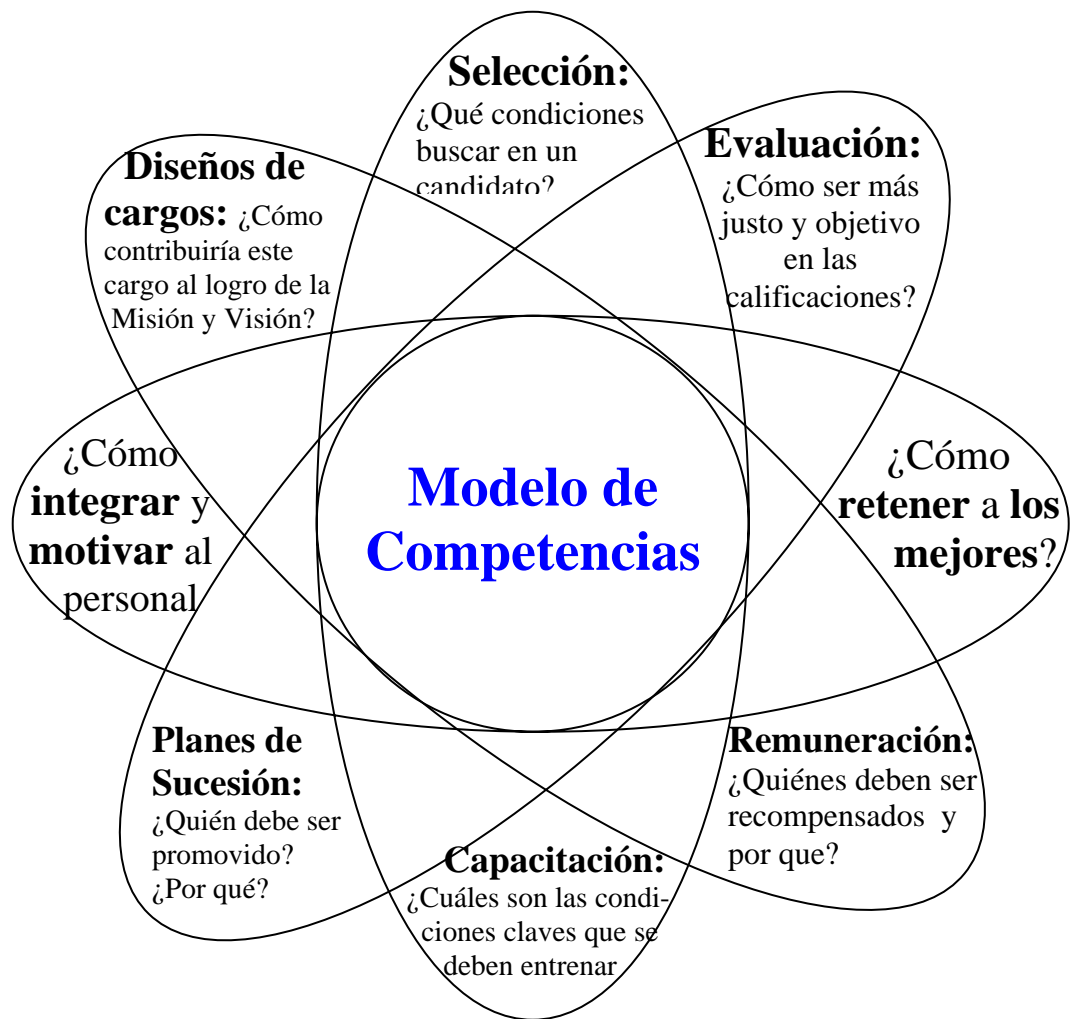 Selección:
¿Qué condiciones
buscar en un
candidato?
Evaluación:
¿Cómo ser más
justo y objetivo
en las
calificaciones?
Diseños de
cargos: ¿Cómo
contribuiría este
cargo al logro de la
Misión y Visión?
¿Cómo
integrar y
motivar al
personal
Modelo de
Competencias
¿Cómo
retener a los
mejores?
Planes de
Sucesión:
¿Quién debe ser
promovido?
¿Por qué?
Capacitación:
¿Cuáles son las condi-
ciones claves que se
deben entrenar
Remuneración:
¿Quiénes deben ser
recompensados y
por que?